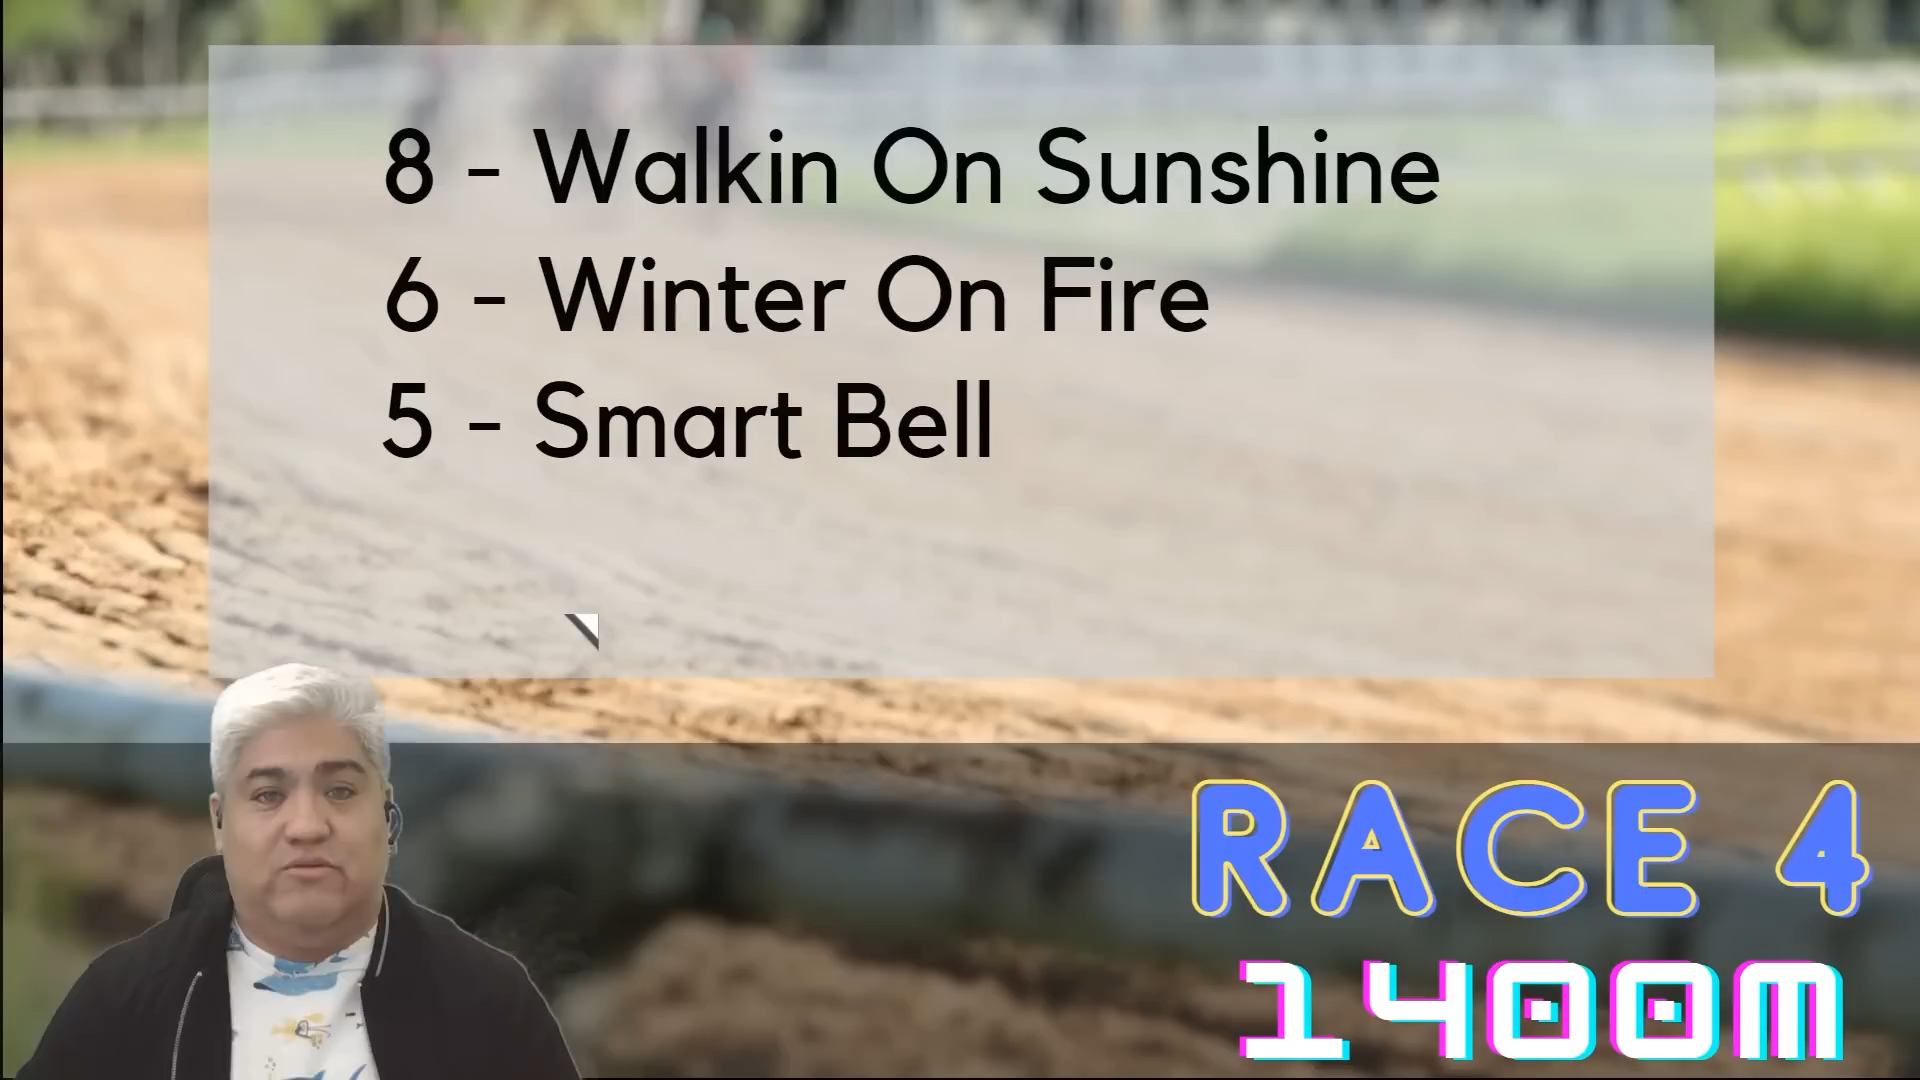 8 - Walkin On Sunshine
6 - Winter On Fire
5 - Smart Bell
RACE 4
1400M